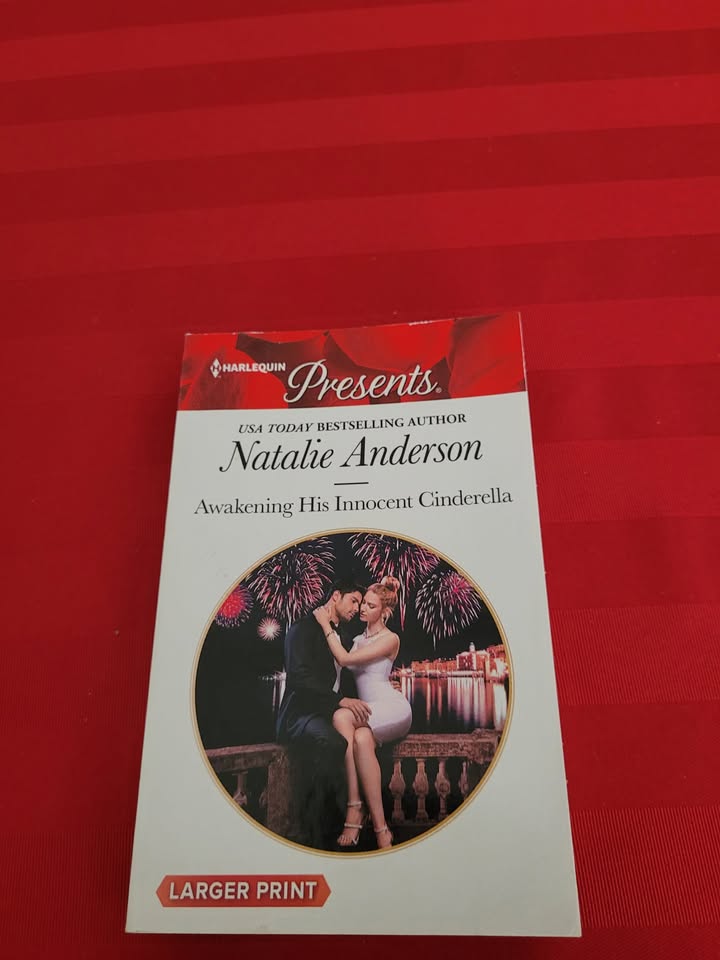 HARLEQUIN
Presents®
USA TODAY BESTSELLING AUTHOR
Natalie Anderson
Awakening His Innocent Cinderella
LARGER PRINT